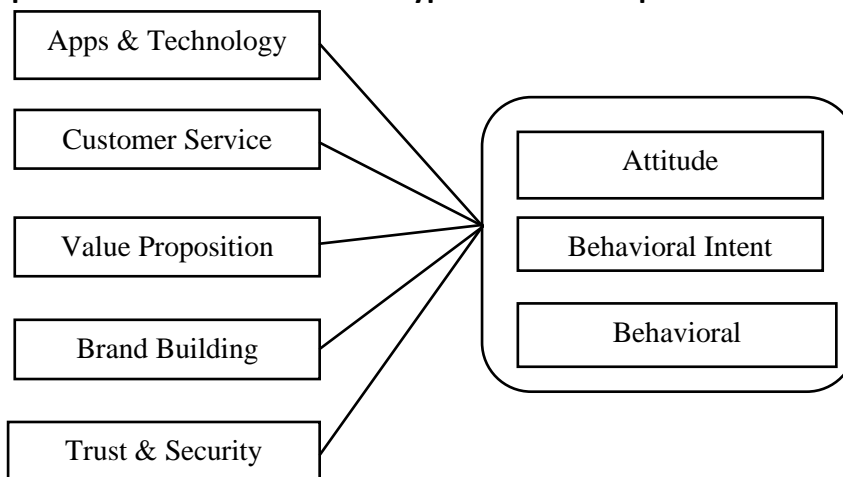 Apps & Technology
Customer Service
Value Proposition
Brand Building
Trust & Security
Attitude
Behavioral Intent
Behavioral